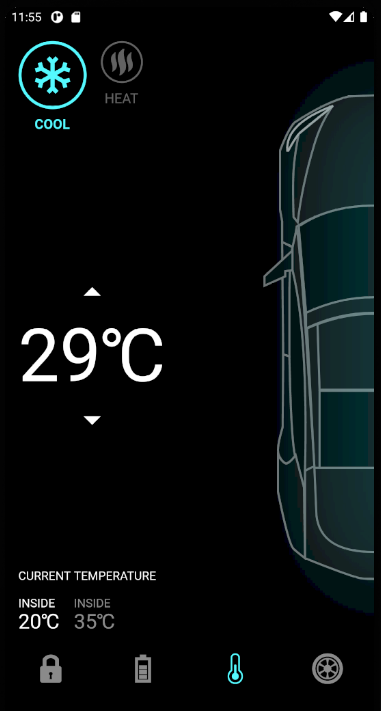 11:55
COOL
HEAT
29°C
CURRENT TEMPERATURE
INSIDE INSIDE
20°C 35°C